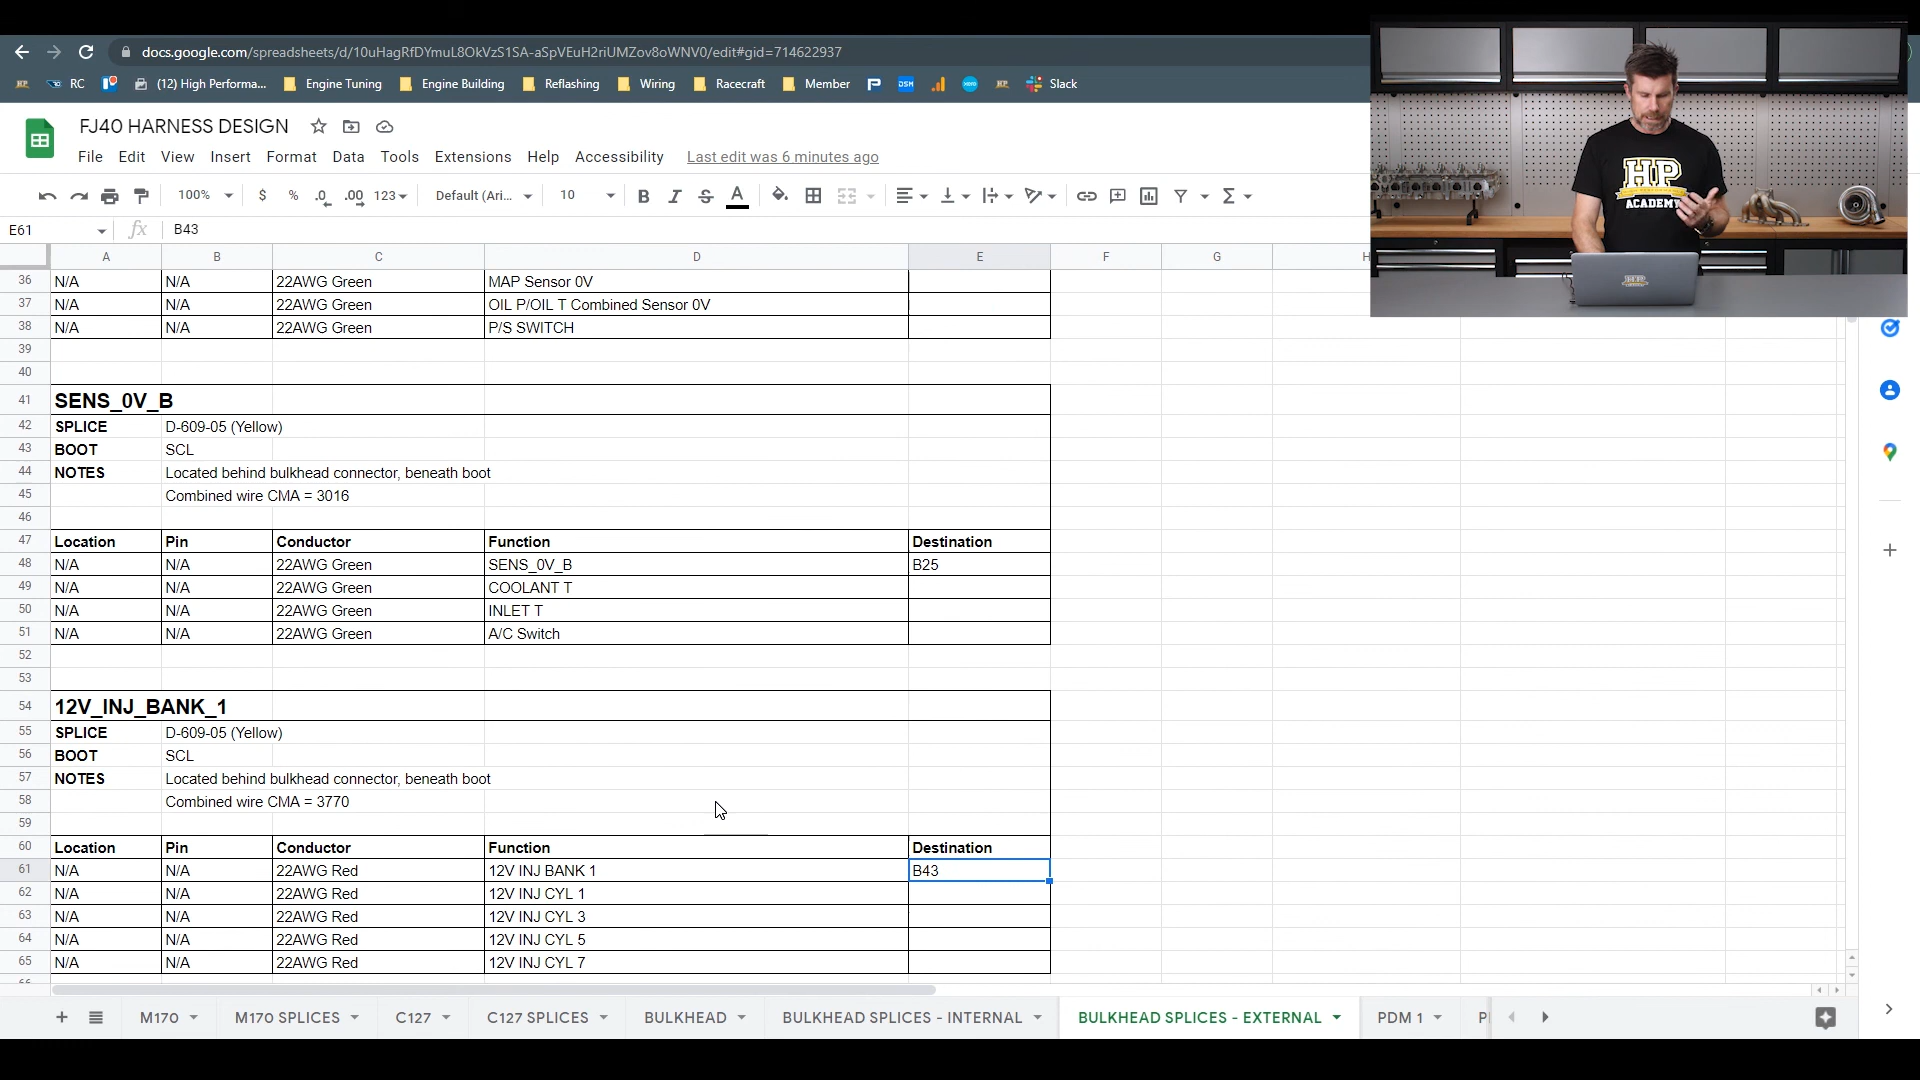 docs.google.com/spreadsheets/d/10uHagRfDYmuL8OkVzS1SA-aSpVEuH2riUMZov8oWNV0/edit#gid=714622937
RC (12) High Performa... Engine Tuning Engine Building Reflashing Wiring Racecraft Member DSM xero Slack
FJ40 HARNESS DESIGN
File Edit View Insert Format Data Tools Extensions Help Accessibility Last edit was 6 minutes ago
100% $ % .0 .00 123 Default (Ari... 10 B I S A
E61 fx B43
A B C D E F G H
36 N/A N/A 22AWG Green MAP Sensor 0V
37 N/A N/A 22AWG Green OIL P/OIL T Combined Sensor 0V
38 N/A N/A 22AWG Green P/S SWITCH
39
40
41 SENS_0V_B
42 SPLICE D-609-05 (Yellow)
43 BOOT SCL
44 NOTES Located behind bulkhead connector, beneath boot
45 Combined wire CMA = 3016
46
47 Location Pin Conductor Function Destination
48 N/A N/A 22AWG Green SENS_0V_B B25
49 N/A N/A 22AWG Green COOLANT T
50 N/A N/A 22AWG Green INLET T
51 N/A N/A 22AWG Green A/C Switch
52
53
54 12V_INJ_BANK_1
55 SPLICE D-609-05 (Yellow)
56 BOOT SCL
57 NOTES Located behind bulkhead connector, beneath boot
58 Combined wire CMA = 3770
59
60 Location Pin Conductor Function Destination
61 N/A N/A 22AWG Red 12V INJ BANK 1 B43
62 N/A N/A 22AWG Red 12V INJ CYL 1
63 N/A N/A 22AWG Red 12V INJ CYL 3
64 N/A N/A 22AWG Red 12V INJ CYL 5
65 N/A N/A 22AWG Red 12V INJ CYL 7
66
M170 M170 SPLICES C127 C127 SPLICES BULKHEAD BULKHEAD SPLICES - INTERNAL BULKHEAD SPLICES - EXTERNAL PDM 1
HP
ACADEMY
HP